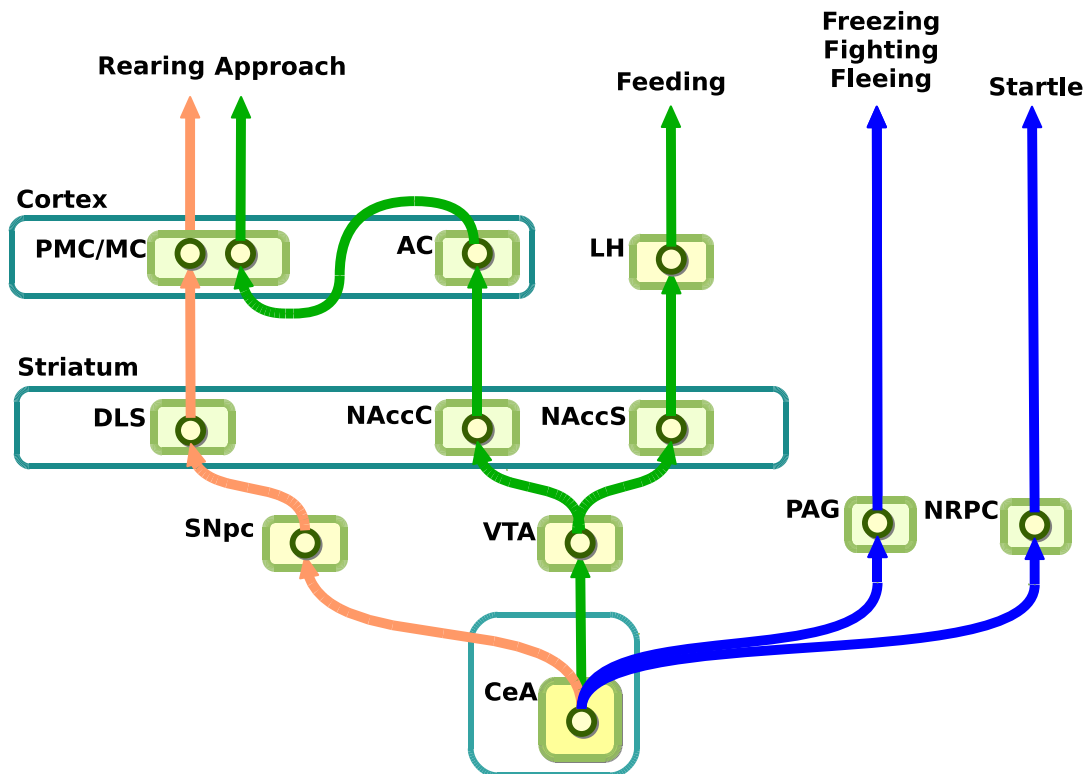 Freezing
Fighting
Fleeing
Rearing Approach
Feeding
Startle
Cortex
PMC/MC
AC
LH
Striatum
DLS
NAccC
NAccS
SNpc
VTA
PAG
NRPC
CeA